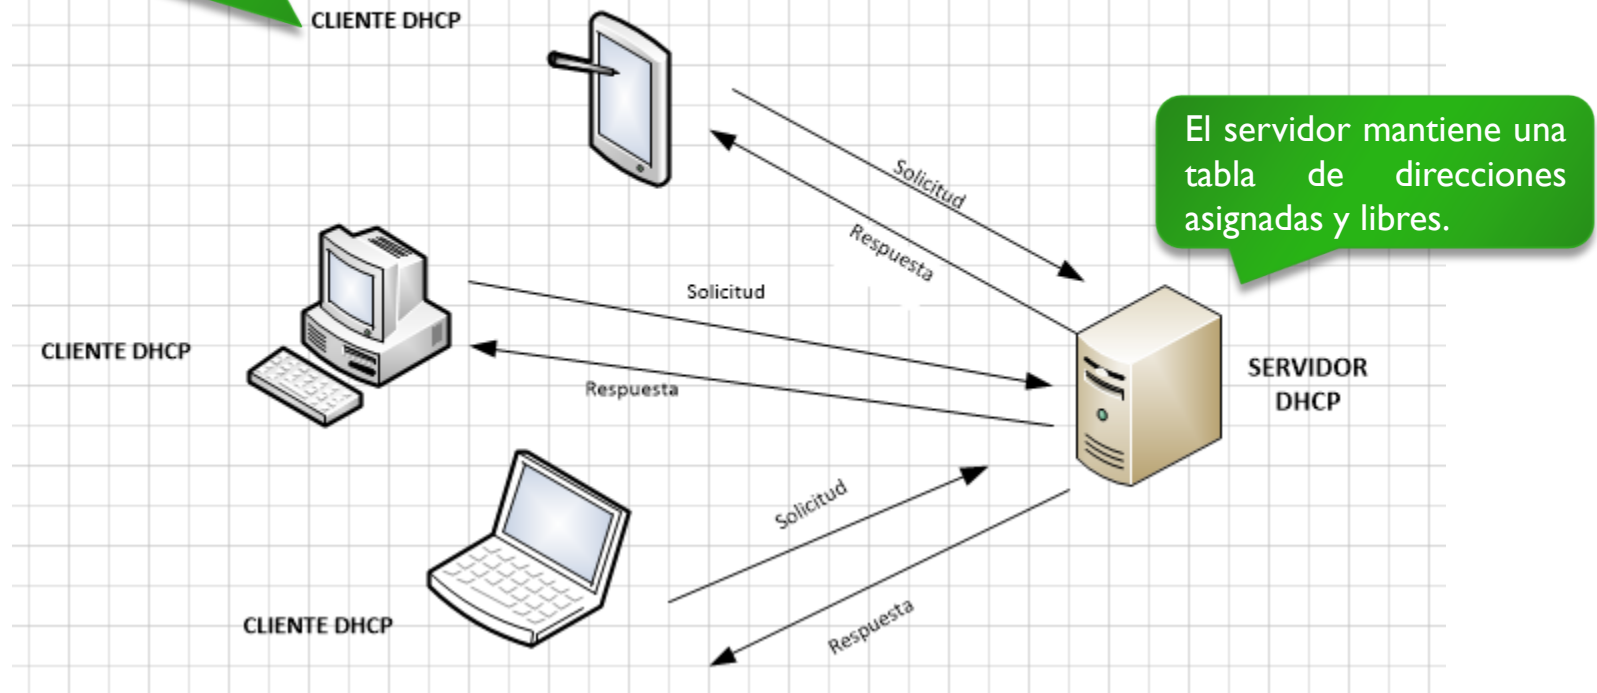 CLIENTE DHCP
El servidor mantiene una
tabla de direcciones
asignadas y libres.
Solicitud
Respuesta
Solicitud
CLIENTE DHCP
Respuesta
SERVIDOR
DHCP
Solicitud
CLIENTE DHCP
Respuesta